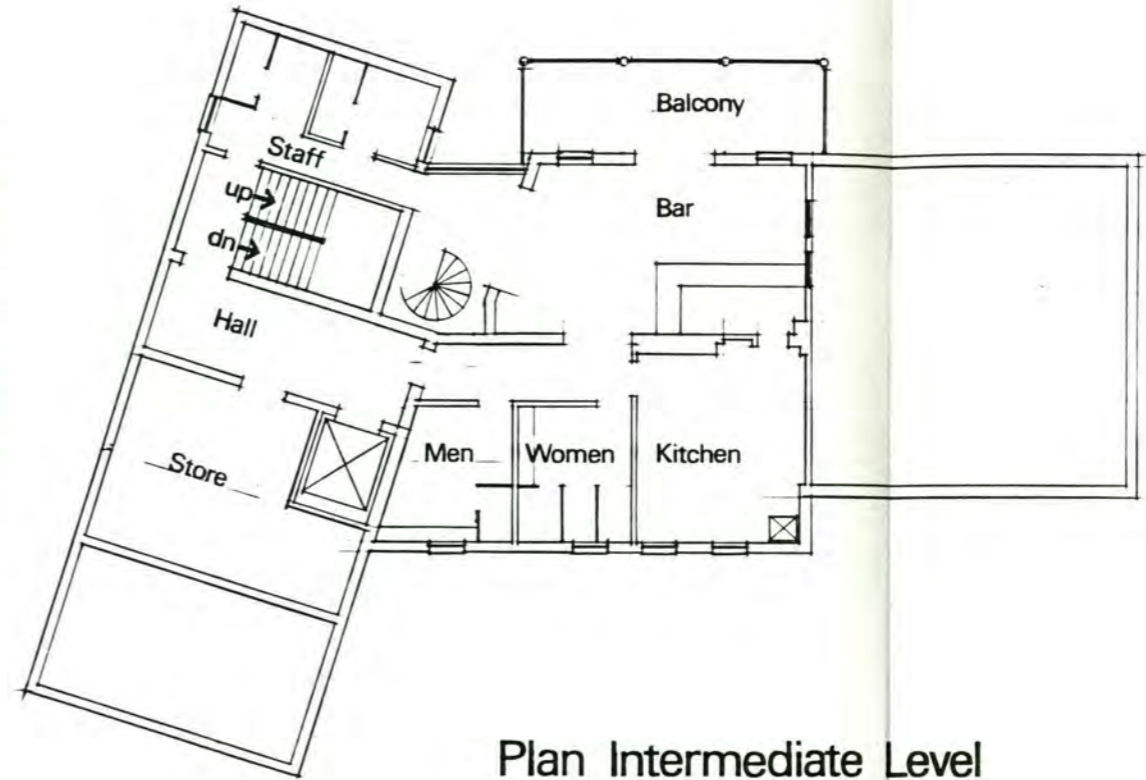 Balcony
Staff
up
Bar
dn
Hall
Men
Women
Kitchen
Store
Plan Intermediate Level